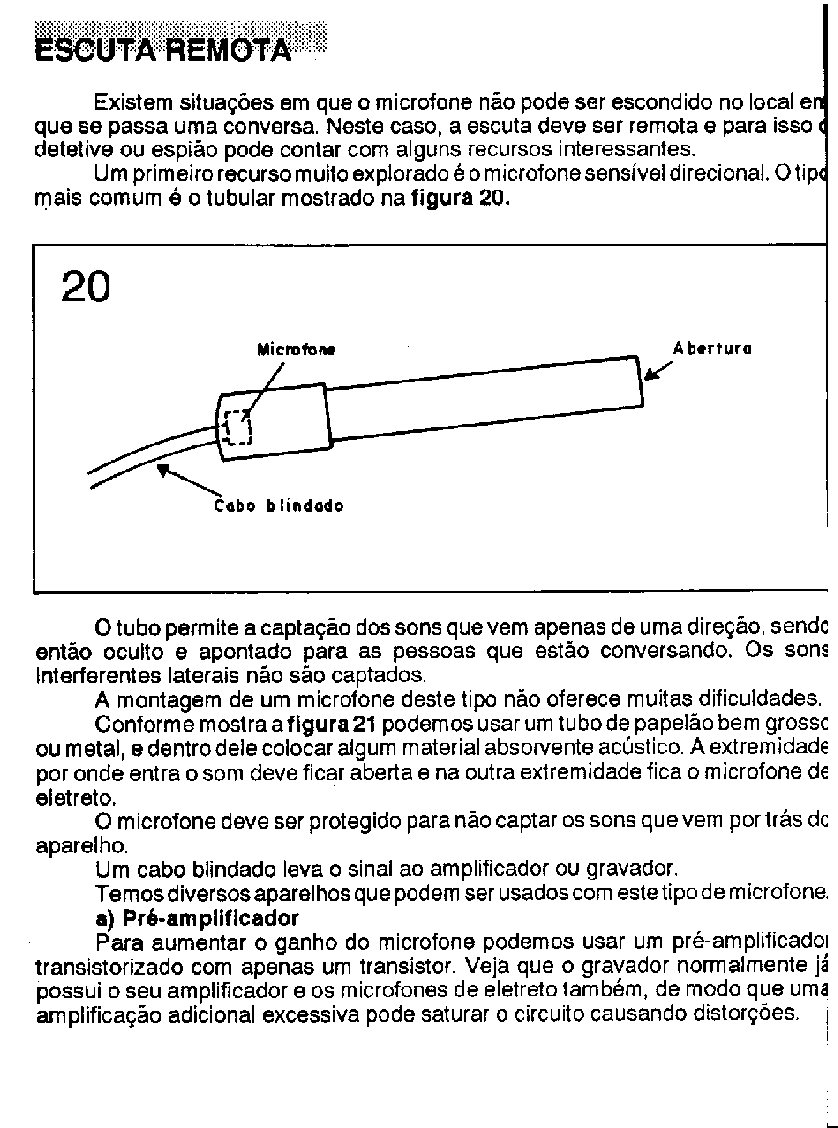 ESCUTA REMOTA
Existem situações em que o microfone não pode ser escondido no local em
que se passa uma conversa. Neste caso, a escuta deve ser remota e para isso o
detetive ou espião pode contar com alguns recursos interessantes.
Um primeiro recurso muito explorado é o microfone sensível direcional. O tipo
mais comum é o tubular mostrado na figura 20.
20
Microfone
Abertura
Cabo blindado
O tubo permite a captação dos sons que vem apenas de uma direção, sendo
então oculto e apontado para as pessoas que estão conversando. Os sons
interferentes laterais não são captados.
A montagem de um microfone deste tipo não oferece muitas dificuldades.
Conforme mostra a figura 21 podemos usar um tubo de papelão bem grosso
ou metal, e dentro dele colocar algum material absorvente acústico. A extremidade
por onde entra o som deve ficar aberta e na outra extremidade fica o microfone de
eletreto.
O microfone deve ser protegido para não captar os sons que vem por trás do
aparelho.
Um cabo blindado leva o sinal ao amplificador ou gravador.
Temos diversos aparelhos que podem ser usados com este tipo de microfone.
a) Pré-amplificador
Para aumentar o ganho do microfone podemos usar um pré-amplificador
transistorizado com apenas um transistor. Veja que o gravador normalmente já
possui o seu amplificador e os microfones de eletreto também, de modo que uma
amplificação adicional excessiva pode saturar o circuito causando distorções.